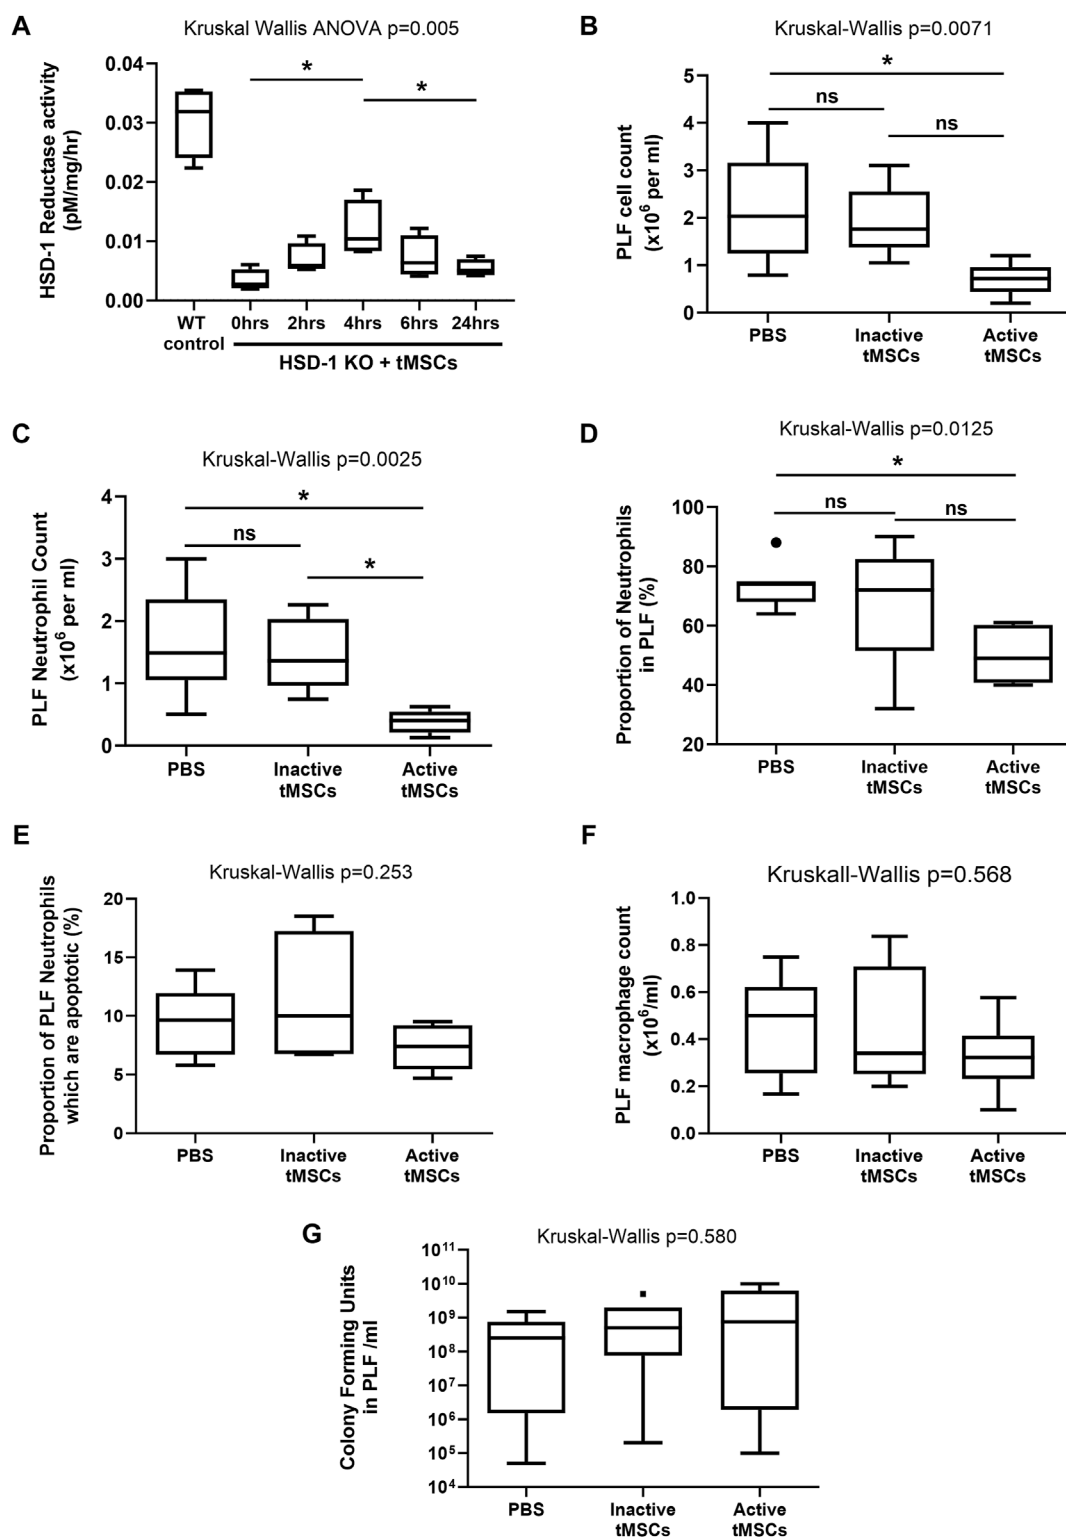 A
Kruskal Wallis ANOVA p=0.005
HSD-1 Reductase activity
(pM/mg/hr)
0.04
0.03
0.02
0.01
0.00
*
*
WT
control
0hrs
2hrs
4hrs
6hrs
24hrs
HSD-1 KO + tMSCs
B
Kruskal-Wallis p=0.0071
PLF cell count
(x10⁶ per ml)
5
4
3
2
1
0
*
ns
ns
PBS
Inactive
tMSCs
Active
tMSCs
C
Kruskal-Wallis p=0.0025
PLF Neutrophil Count
(x10⁶ per ml)
4
3
2
1
0
*
ns
*
PBS
Inactive
tMSCs
Active
tMSCs
D
Kruskal-Wallis p=0.0125
Proportion of Neutrophils
in PLF (%)
100
80
60
40
20
*
ns
ns
PBS
Inactive
tMSCs
Active
tMSCs
E
Kruskal-Wallis p=0.253
Proportion of PLF Neutrophils
which are apoptotic (%)
20
15
10
5
0
PBS
Inactive
tMSCs
Active
tMSCs
F
Kruskall-Wallis p=0.568
PLF macrophage count
(x10⁶/ml)
1.0
0.8
0.6
0.4
0.2
0.0
PBS
Inactive
tMSCs
Active
tMSCs
G
Kruskal-Wallis p=0.580
Colony Forming Units
in PLF /ml
10¹¹
10¹⁰
10⁹
10⁸
10⁷
10⁶
10⁵
10⁴
PBS
Inactive
tMSCs
Active
tMSCs